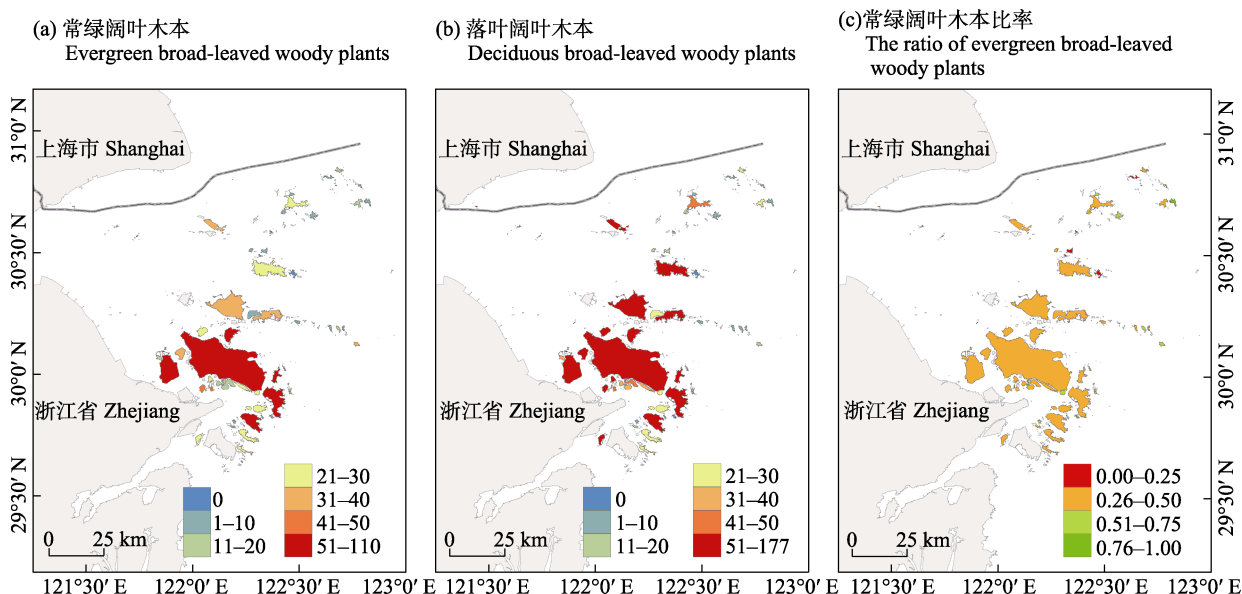 (a) 常绿阔叶木本
Evergreen broad-leaved woody plants
(b) 落叶阔叶木本
Deciduous broad-leaved woody plants
(c)常绿阔叶木本比率
The ratio of evergreen broad-leaved
woody plants
31°0′ N
30°30′ N
30°0′ N
29°30′ N
上海市 Shanghai
浙江省 Zhejiang
0
1–10
11–20
21–30
31–40
41–50
51–110
0 25 km
121°30′ E
122°0′ E
122°30′ E
123°0′ E
上海市 Shanghai
浙江省 Zhejiang
0
1–10
11–20
21–30
31–40
41–50
51–177
0 25 km
121°30′ E
122°0′ E
122°30′ E
123°0′ E
上海市 Shanghai
浙江省 Zhejiang
0.00–0.25
0.26–0.50
0.51–0.75
0.76–1.00
0 25 km
121°30′ E
122°0′ E
122°30′ E
123°0′ E
31°0′ N
30°30′ N
30°0′ N
29°30′ N